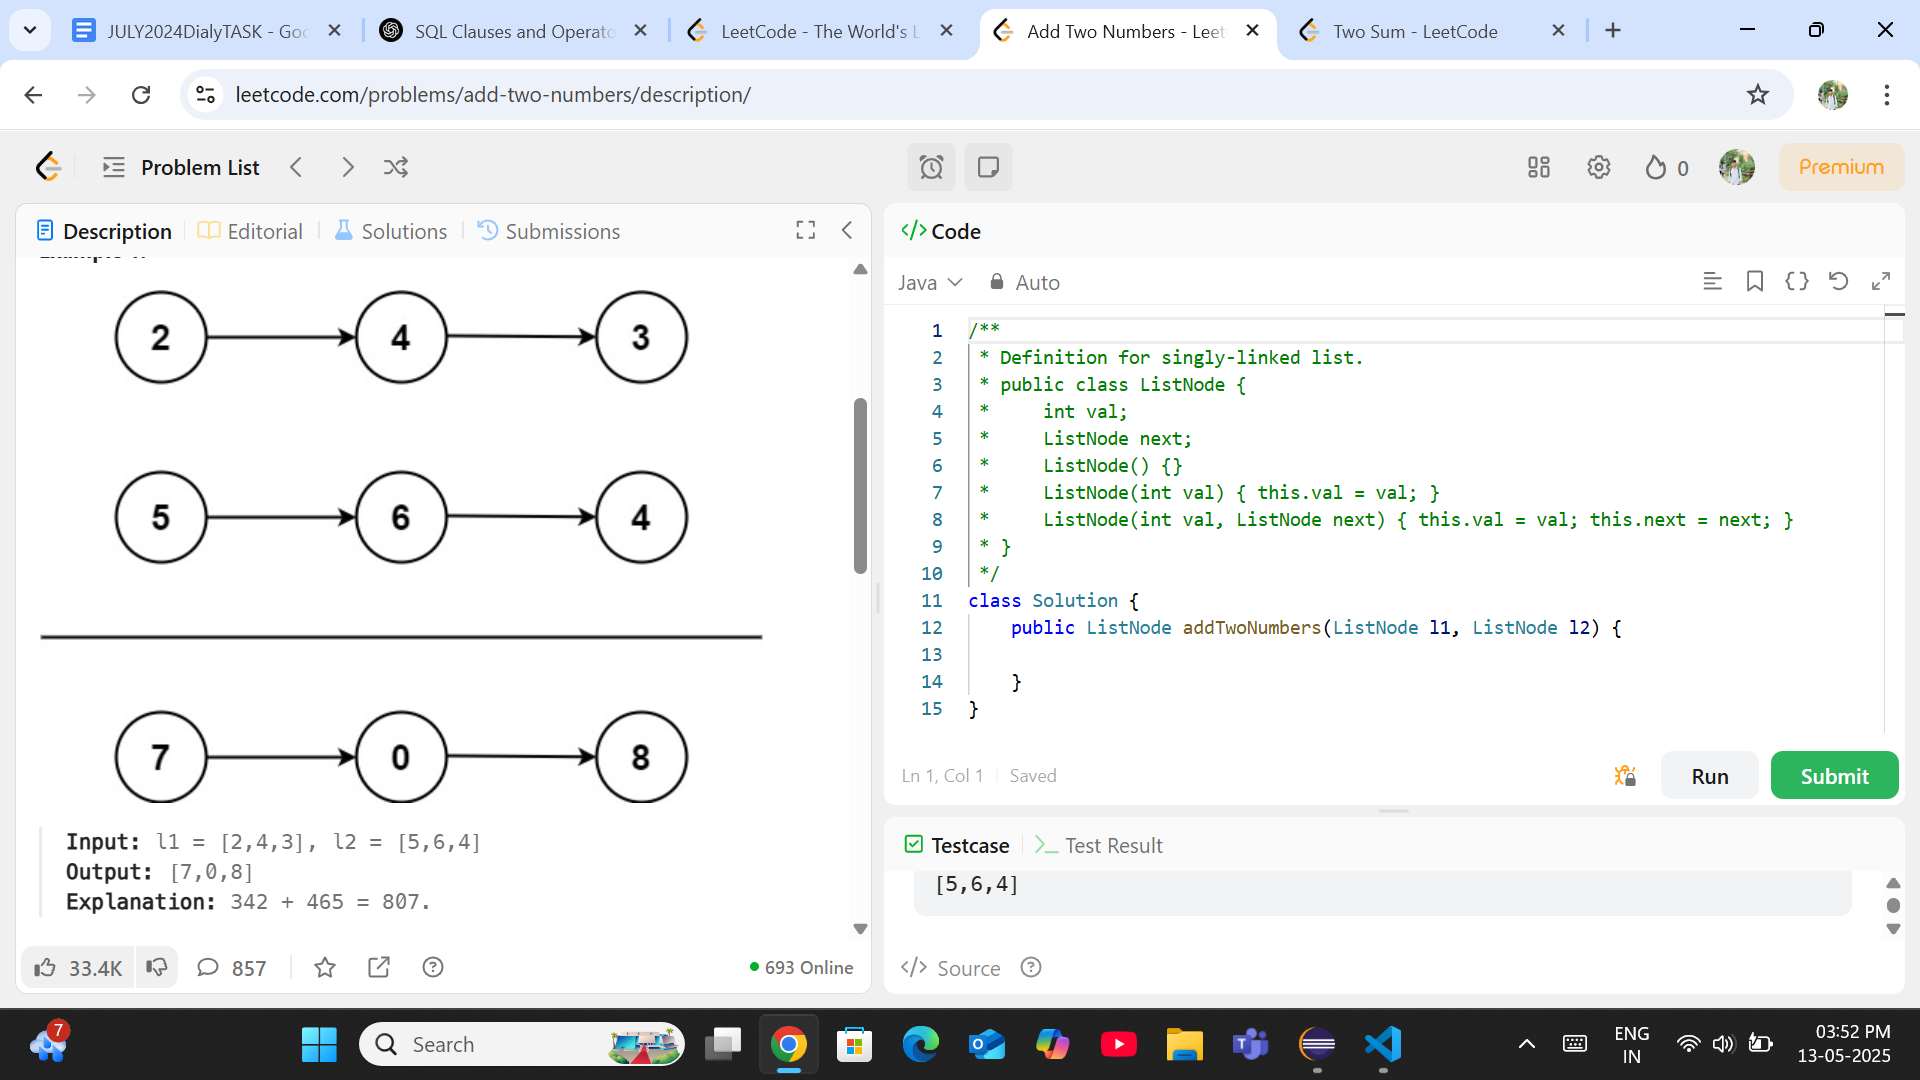 JULY2024DialyTASK - Goo
SQL Clauses and Operato
LeetCode - The World's L
Add Two Numbers - Leet
Two Sum - LeetCode
leetcode.com/problems/add-two-numbers/description/
Problem List
0
Premium
Description
Editorial
Solutions
Submissions
2
4
3
5
6
4
7
0
8
Input: l1 = [2,4,3], l2 = [5,6,4]
Output: [7,0,8]
Explanation: 342 + 465 = 807.
33.4K
857
693 Online
</> Code
Java
Auto
1 /**
2 * Definition for singly-linked list.
3 * public class ListNode {
4 *     int val;
5 *     ListNode next;
6 *     ListNode() {}
7 *     ListNode(int val) { this.val = val; }
8 *     ListNode(int val, ListNode next) { this.val = val; this.next = next; }
9 * }
10 */
11 class Solution {
12     public ListNode addTwoNumbers(ListNode l1, ListNode l2) {
13
14     }
15 }
Ln 1, Col 1
Saved
Run
Submit
Testcase
Test Result
[5,6,4]
</> Source
7
Search
ENG
IN
03:52 PM
13-05-2025